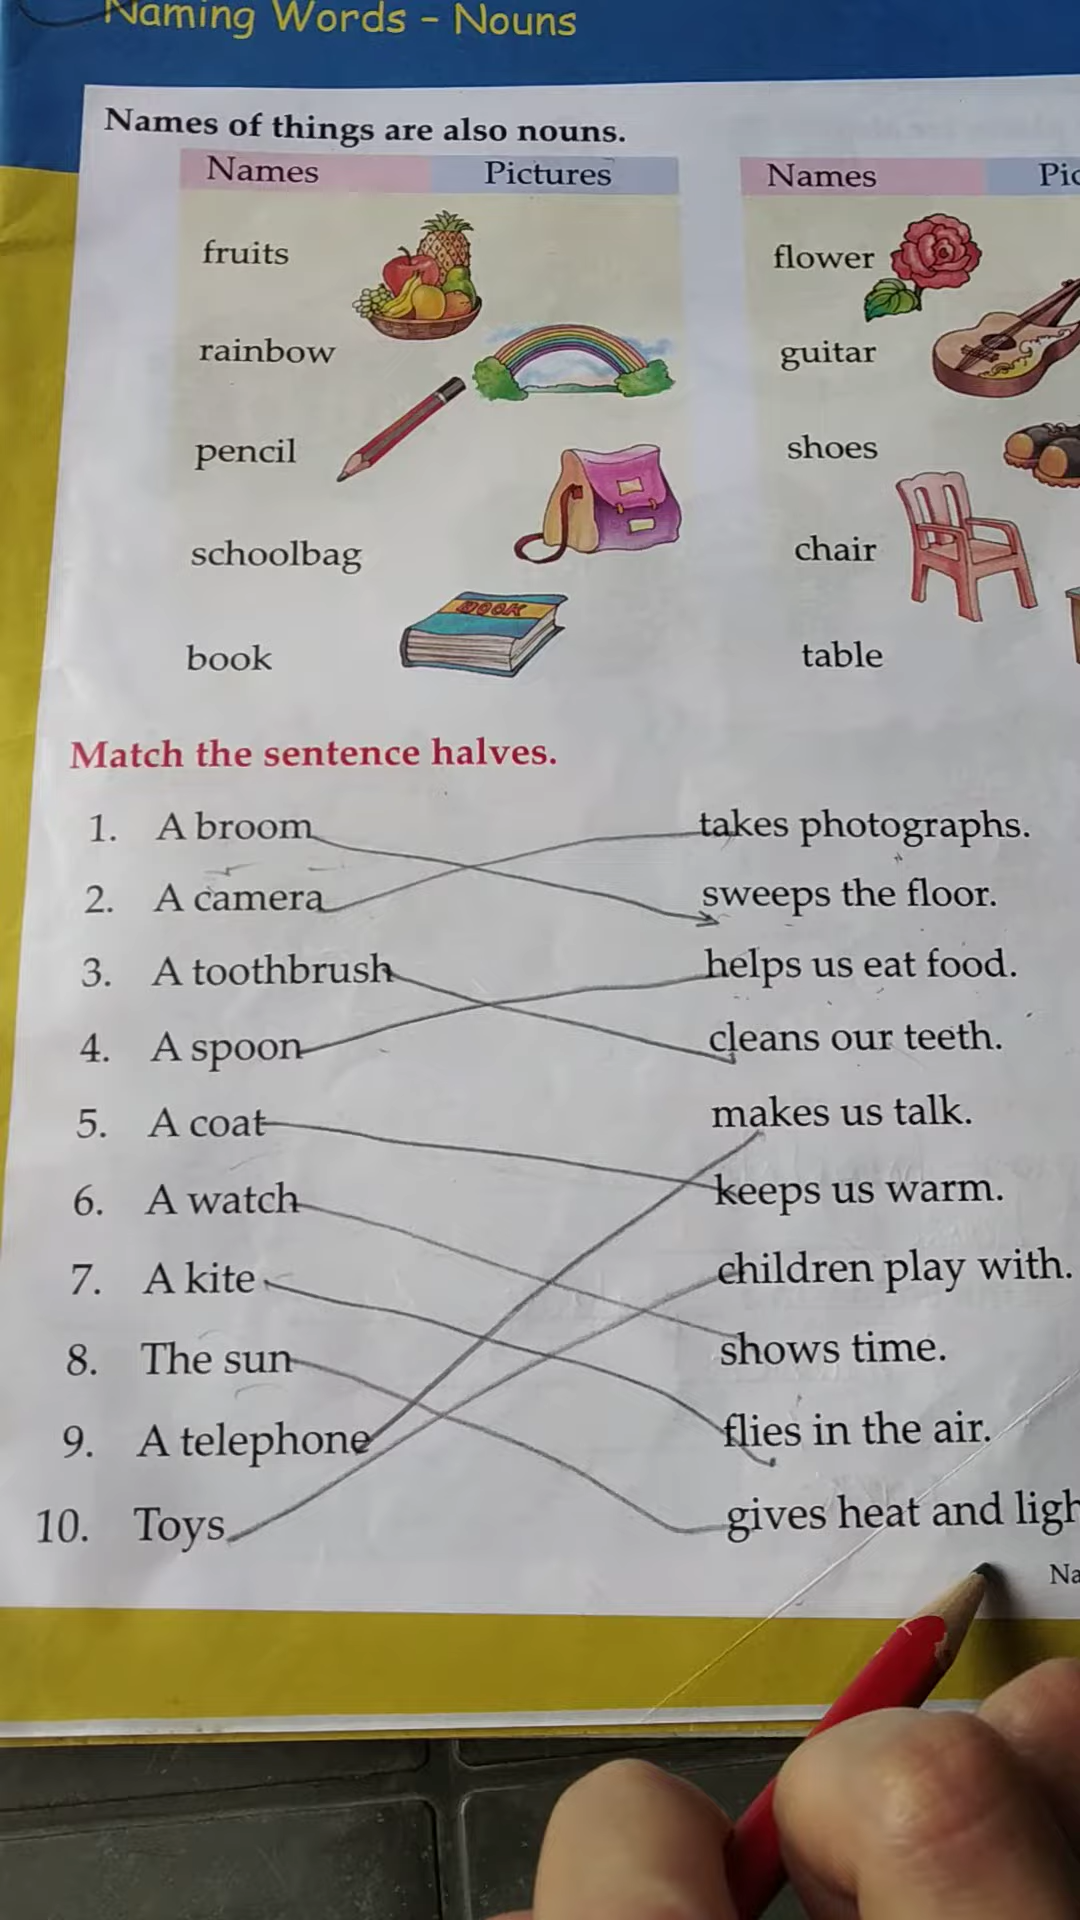 Naming Words – Nouns
Names of things are also nouns.
Names Pictures
fruits
rainbow
pencil
schoolbag
book
BOOK
Names
flower
guitar
shoes
chair
table
Match the sentence halves.
1. A broom takes photographs.
2. A camera sweeps the floor.
3. A toothbrush helps us eat food.
4. A spoon cleans our teeth.
5. A coat makes us talk.
6. A watch keeps us warm.
7. A kite children play with.
8. The sun shows time.
9. A telephone flies in the air.
10. Toys gives heat and